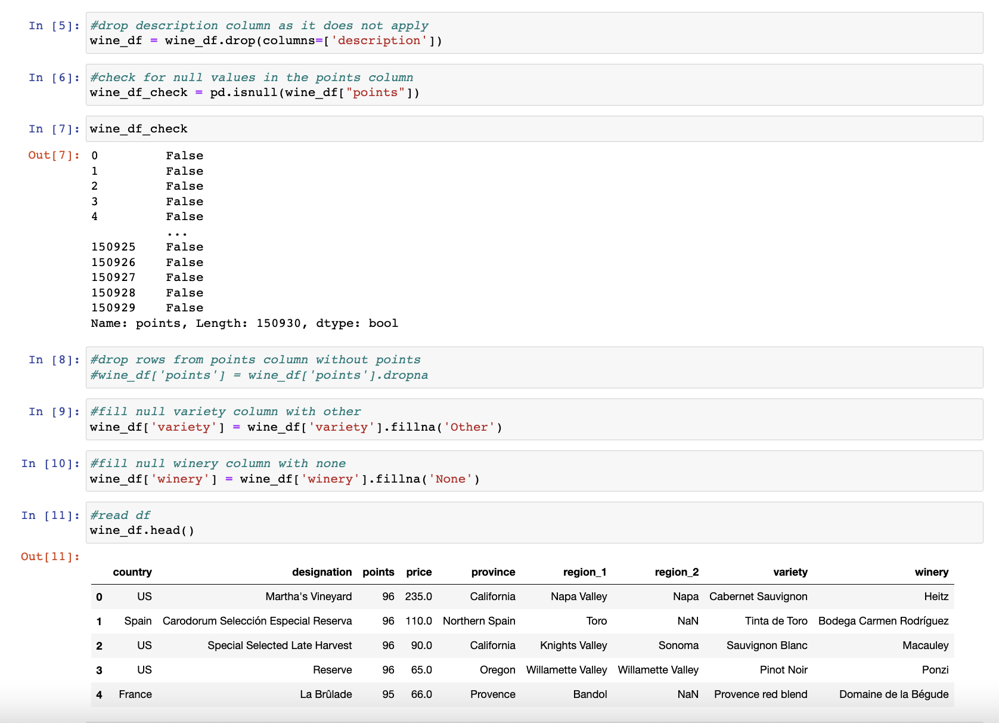 In [5]: #drop description column as it does not apply
wine_df = wine_df.drop(columns=['description'])
In [6]: #check for null values in the points column
wine_df_check = pd.isnull(wine_df["points"])
In [7]: wine_df_check
Out[7]: 0 False
1 False
2 False
3 False
4 False
...
150925 False
150926 False
150927 False
150928 False
150929 False
Name: points, Length: 150930, dtype: bool
In [8]: #drop rows from points column without points
#wine_df['points'] = wine_df['points'].dropna
In [9]: #fill null variety column with other
wine_df['variety'] = wine_df['variety'].fillna('Other')
In [10]: #fill null winery column with none
wine_df['winery'] = wine_df['winery'].fillna('None')
In [11]: #read df
wine_df.head()
Out[11]:
country designation points price province region_1 region_2 variety winery
0 US Martha's Vineyard 96 235.0 California Napa Valley Napa Cabernet Sauvignon Heitz
1 Spain Carodorum Selección Especial Reserva 96 110.0 Northern Spain Toro NaN Tinta de Toro Bodega Carmen Rodríguez
2 US Special Selected Late Harvest 96 90.0 California Knights Valley Sonoma Sauvignon Blanc Macauley
3 US Reserve 96 65.0 Oregon Willamette Valley Willamette Valley Pinot Noir Ponzi
4 France La Brûlade 95 66.0 Provence Bandol NaN Provence red blend Domaine de la Bégude